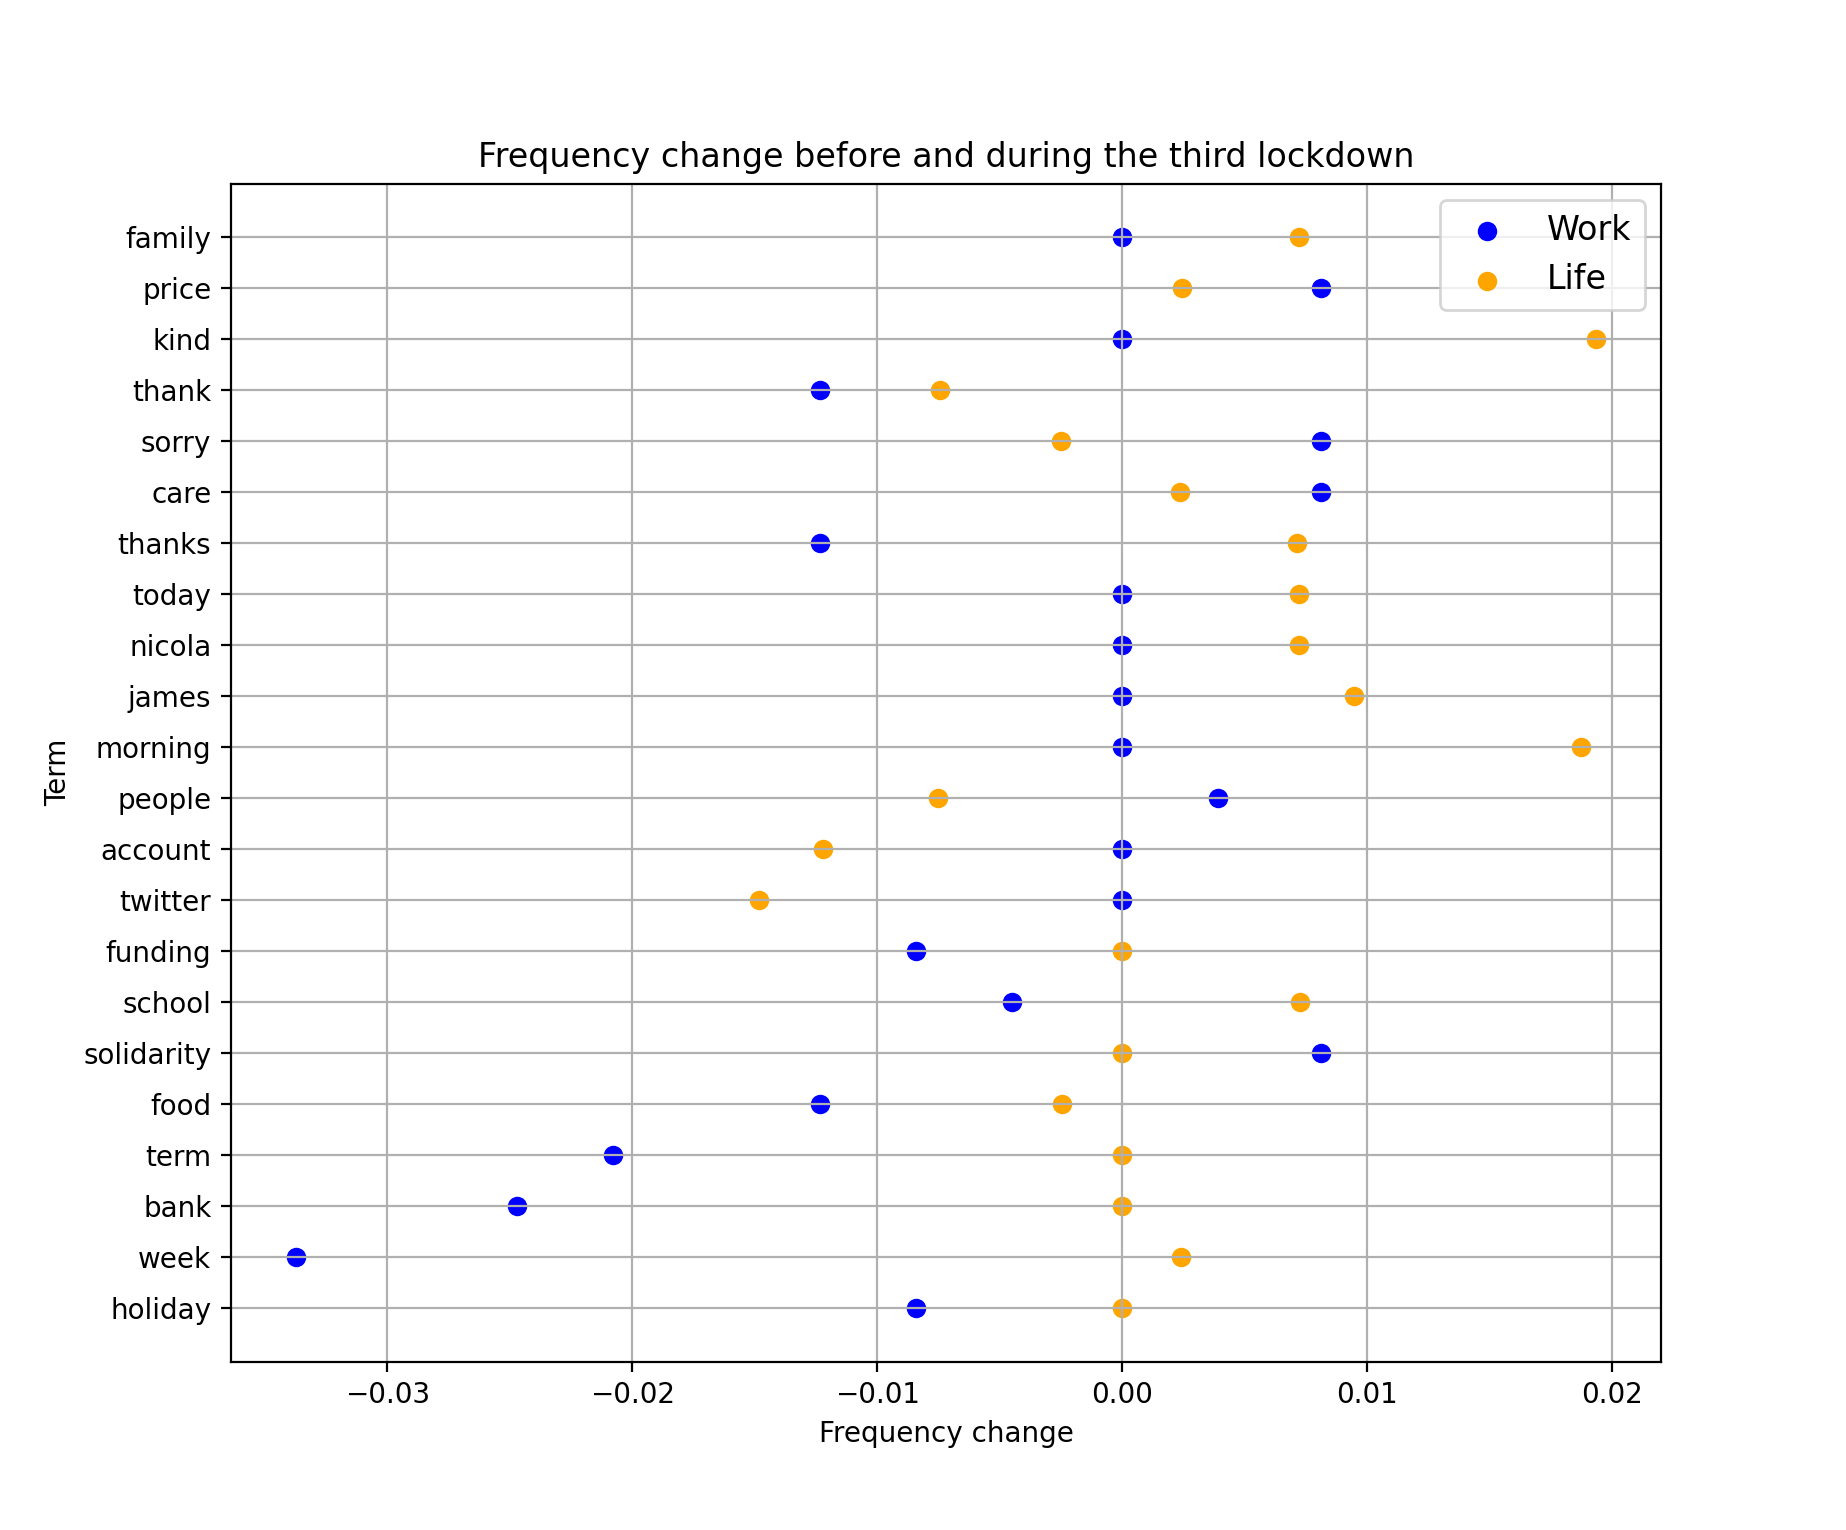 Frequency change before and during the third lockdown
Work
Life
family
price
kind
thank
sorry
care
thanks
today
nicola
james
morning
people
account
twitter
funding
school
solidarity
food
term
bank
week
holiday
Term
−0.03 −0.02 −0.01 0.00 0.01 0.02
Frequency change